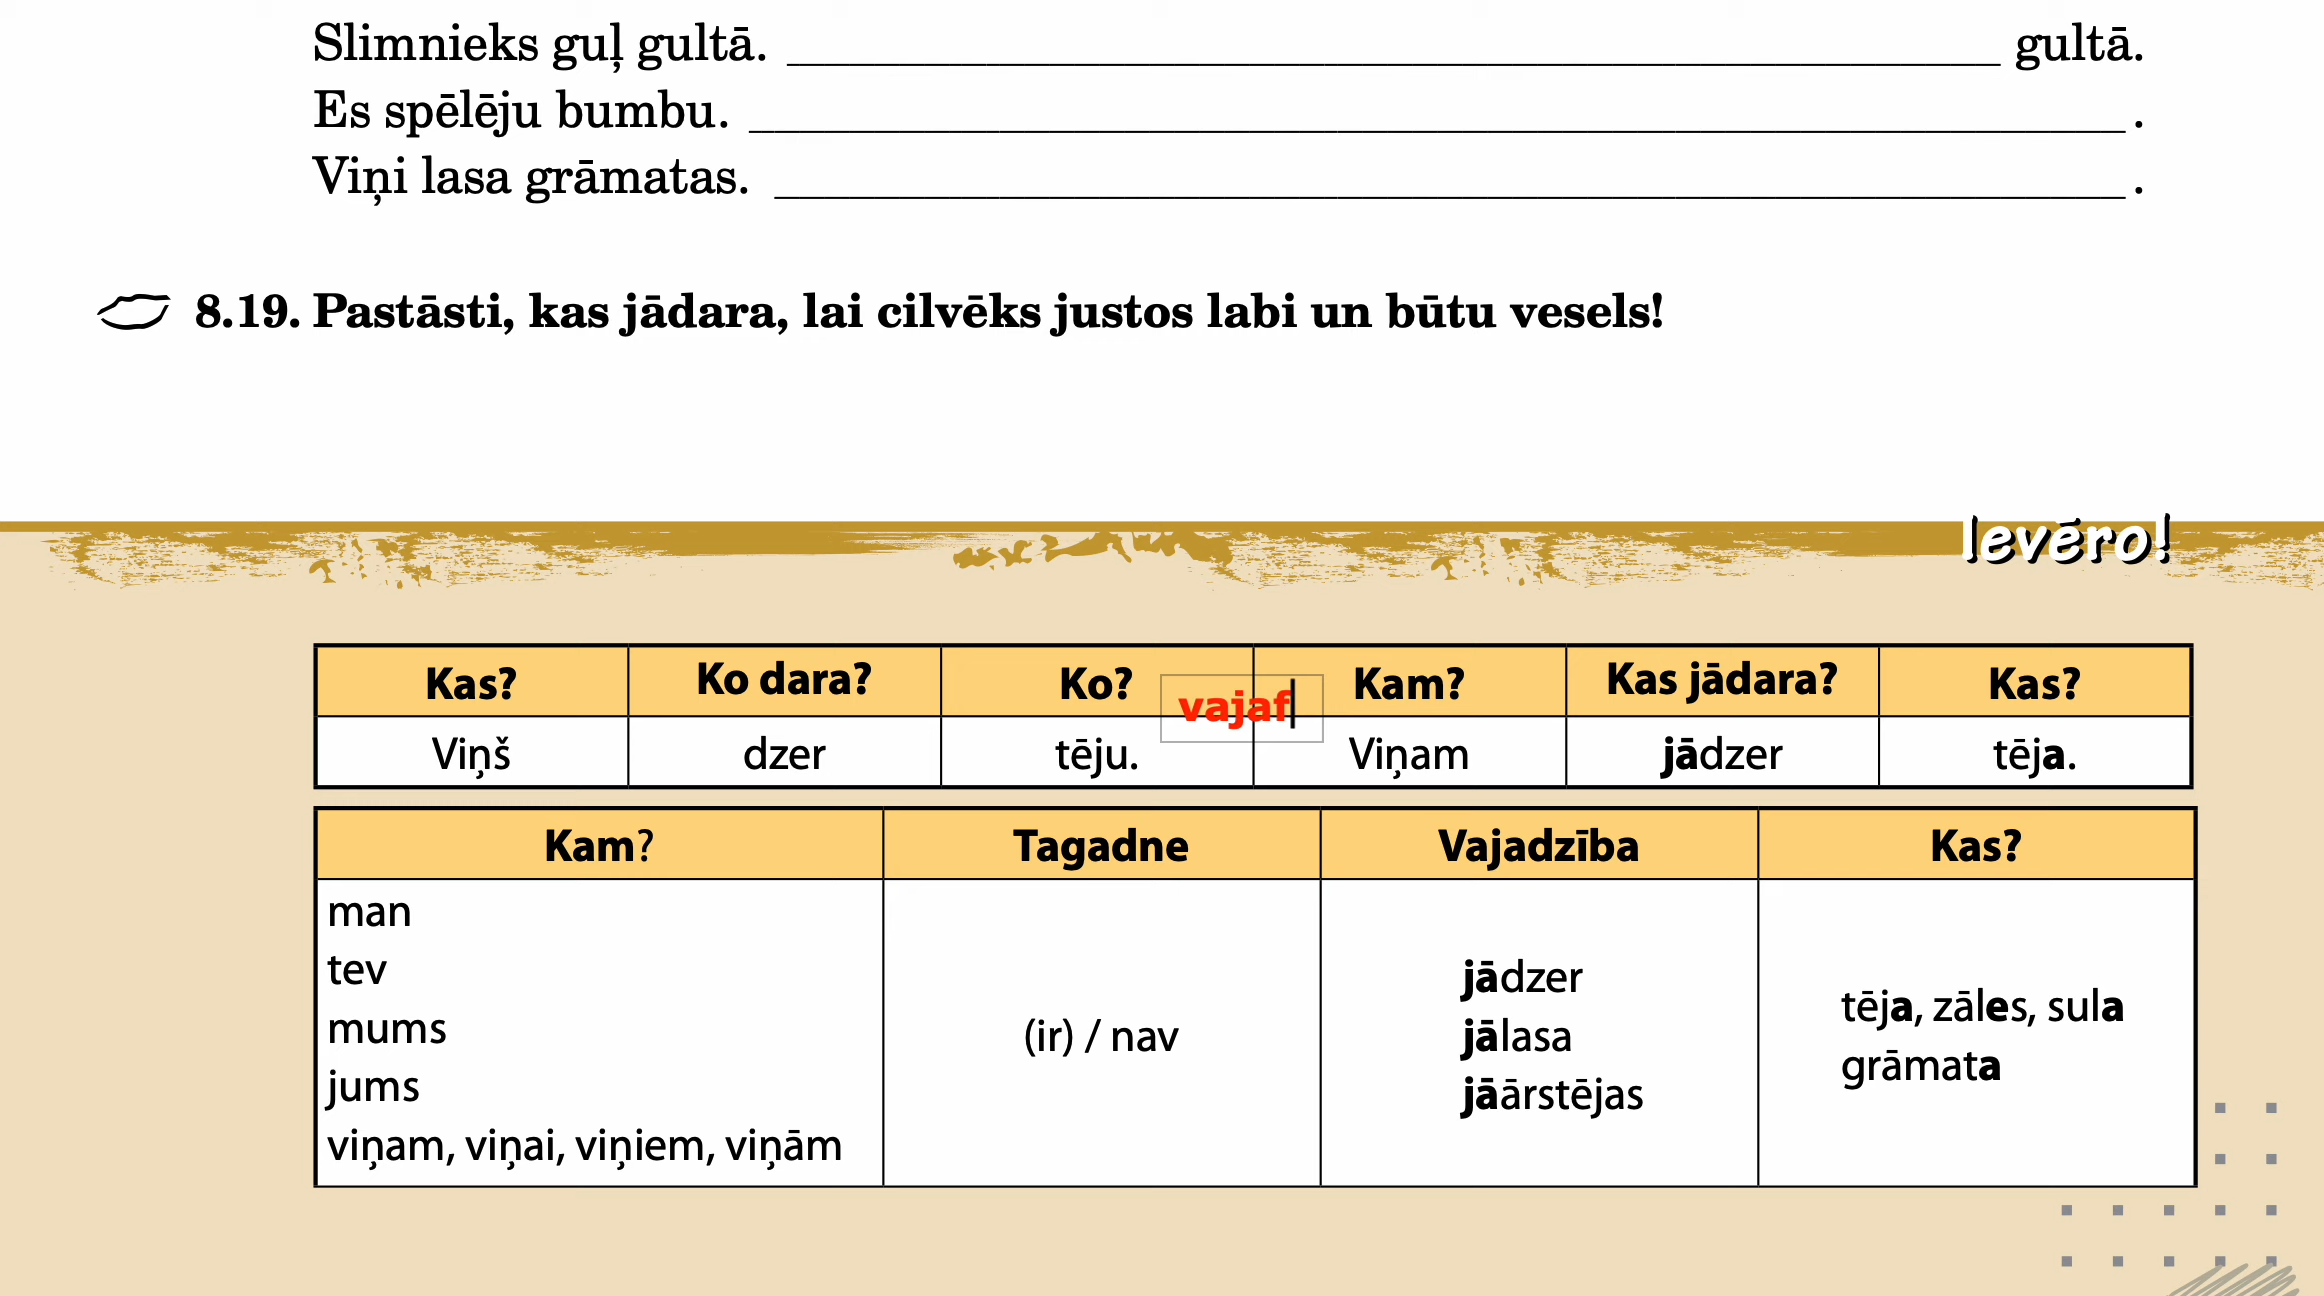 Slimnieks guļ gultā. ______ gultā.
Es spēlēju bumbu. ______.
Viņi lasa grāmatas. ______.
8.19. Pastāsti, kas jādara, lai cilvēks justos labi un būtu vesels!
Ievēro!
Kas? Ko dara? Ko? Kam? Kas jādara? Kas?
vajaf
Viņš dzer tēju. Viņam jādzer tēja.
Kam? Tagadne Vajadzība Kas?
man
tev
mums
jums
viņam, viņai, viņiem, viņām
(ir) / nav
jādzer
jālasa
jāārstējas
tēja, zāles, sula
grāmata